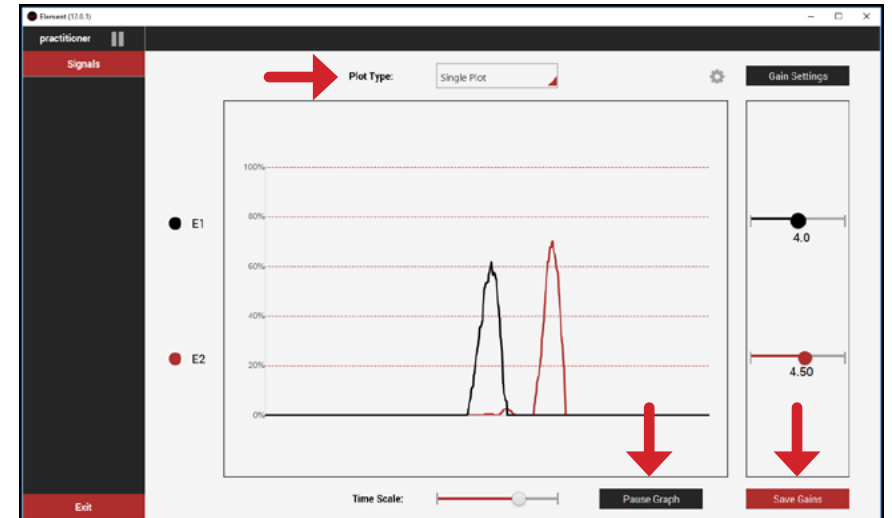 Element (12.0.1)
practitioner
Signals
Plot Type: Single Plot
Gain Settings
100%
80%
E1
4.0
60%
40%
E2
20%
4.50
0%
Time Scale:
Pause Graph
Save Gains
Exit